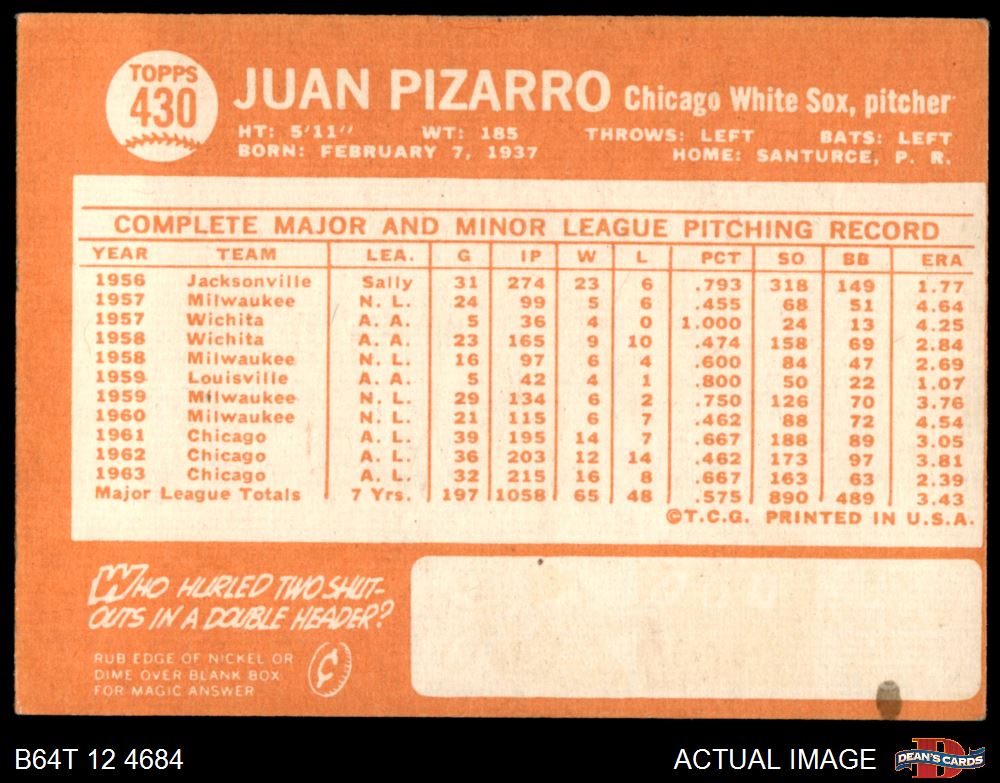 TOPPS
430
JUAN PIZARRO Chicago White Sox, pitcher
HT: 5'11" WT: 185 THROWS: LEFT BATS: LEFT
BORN: FEBRUARY 7, 1937 HOME: SANTURCE, P. R.
COMPLETE MAJOR AND MINOR LEAGUE PITCHING RECORD
YEAR TEAM LEA. G IP W L PCT SO BB ERA
1956 Jacksonville Sally 31 274 23 6 .793 318 149 1.77
1957 Milwaukee N. L. 24 99 5 6 .455 68 51 4.64
1957 Wichita A. A. 5 36 4 0 1.000 24 13 4.25
1958 Wichita A. A. 23 165 9 10 .474 158 69 2.84
1958 Milwaukee N. L. 16 97 6 4 .600 84 47 2.69
1959 Louisville A. A. 5 42 4 1 .800 50 22 1.07
1959 Milwaukee N. L. 29 134 6 2 .750 126 70 3.76
1960 Milwaukee N. L. 21 115 6 7 .462 88 72 4.54
1961 Chicago A. L. 39 195 14 7 .667 188 89 3.05
1962 Chicago A. L. 36 203 12 14 .462 173 97 3.81
1963 Chicago A. L. 32 215 16 8 .667 163 63 2.39
Major League Totals 7 Yrs. 197 1058 65 48 .575 890 489 3.43
©T.C.G. PRINTED IN U.S.A.
WHO HURLED TWO SHUT-
OUTS IN A DOUBLE HEADER?
RUB EDGE OF NICKEL OR
DIME OVER BLANK BOX
FOR MAGIC ANSWER
B64T 12 4684 ACTUAL IMAGE
D
DEAN'S CARDS